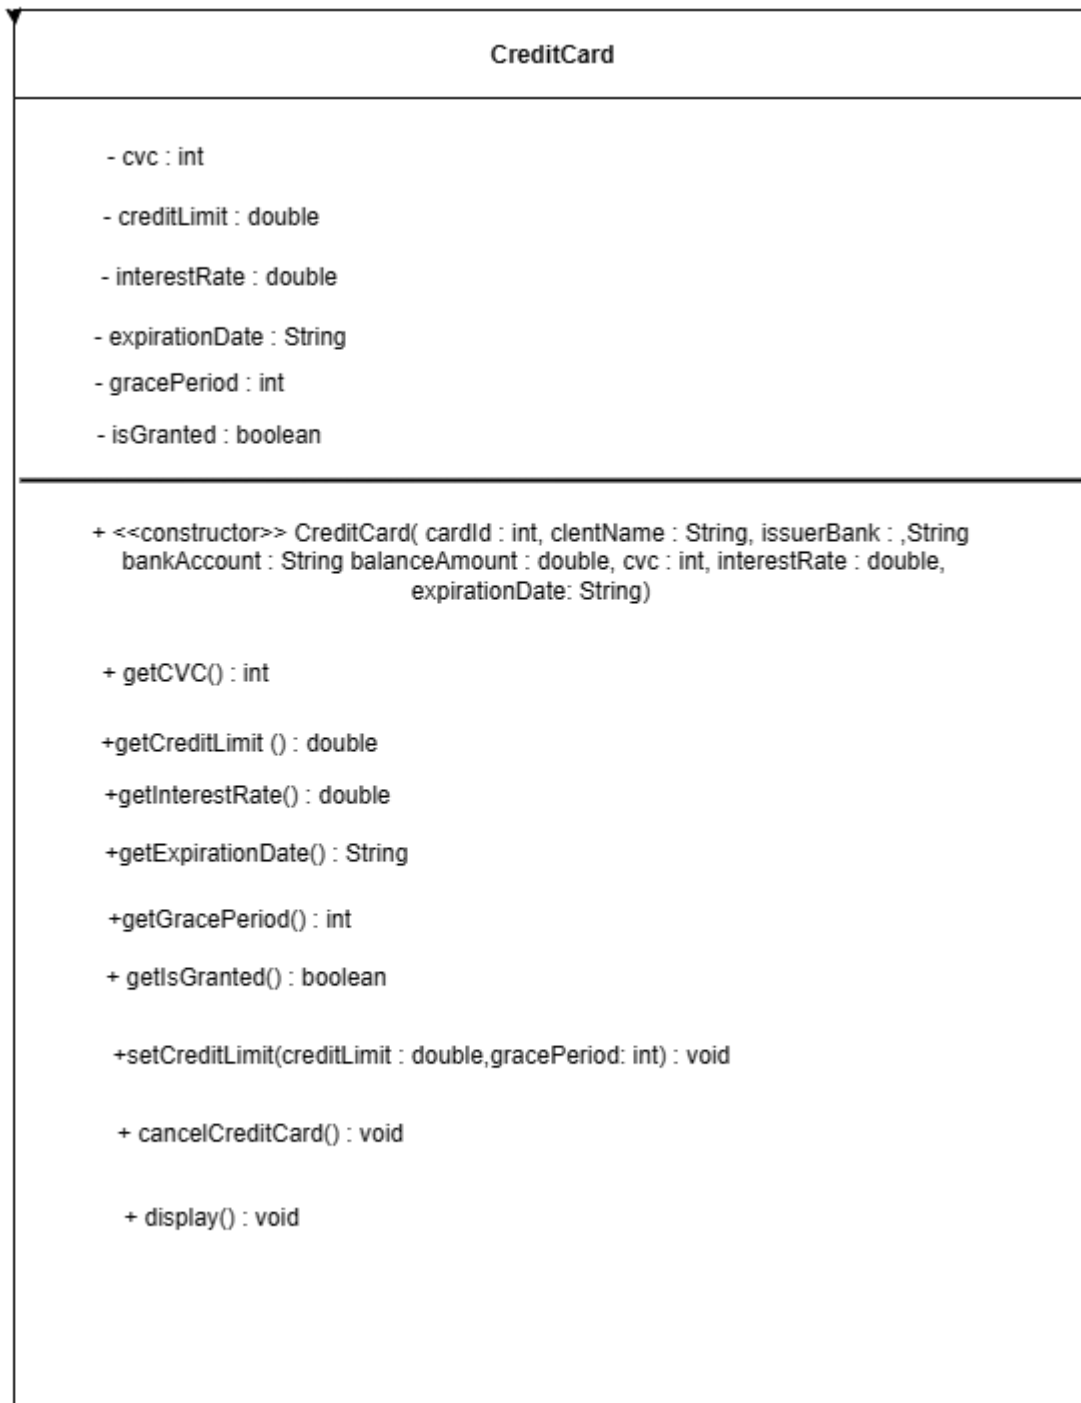 CreditCard
- cvc : int
- creditLimit : double
- interestRate : double
- expirationDate : String
- gracePeriod : int
- isGranted : boolean
+ <<constructor>> CreditCard( cardId : int, clentName : String, issuerBank : ,String
bankAccount : String balanceAmount : double, cvc : int, interestRate : double,
expirationDate: String)
+ getCVC() : int
+getCreditLimit () : double
+getInterestRate() : double
+getExpirationDate() : String
+getGracePeriod() : int
+ getIsGranted() : boolean
+setCreditLimit(creditLimit : double,gracePeriod: int) : void
+ cancelCreditCard() : void
+ display() : void